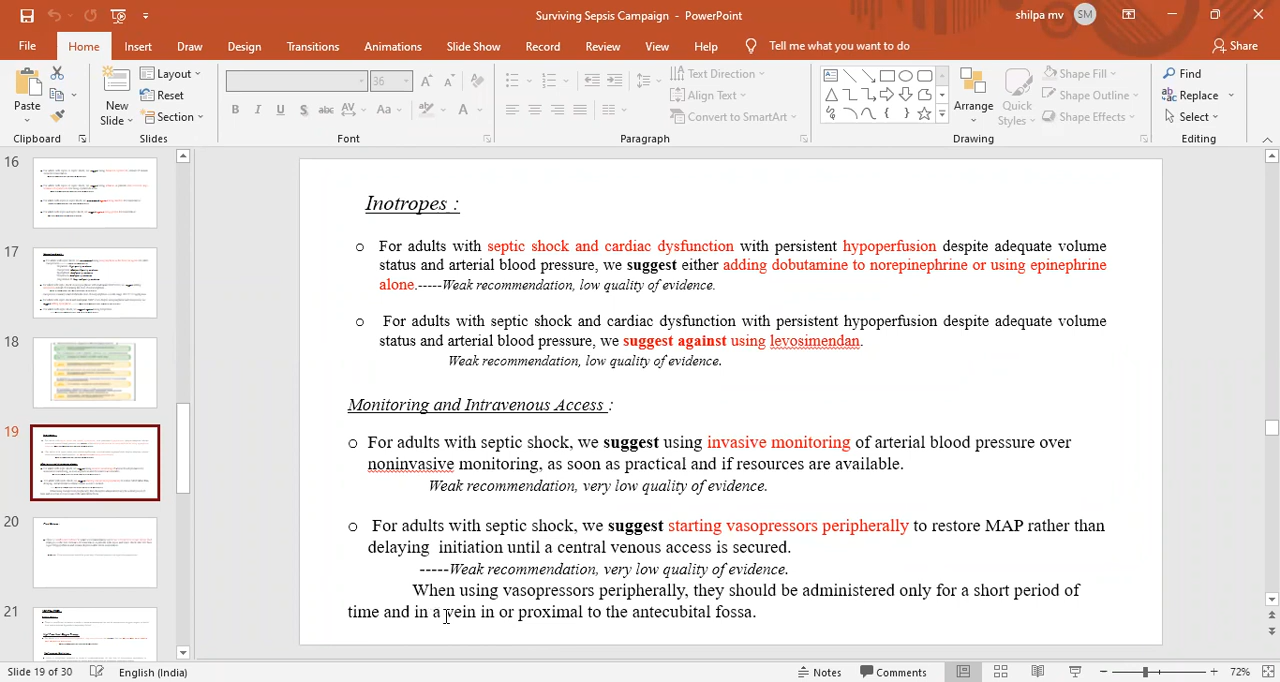 Surviving Sepsis Campaign - PowerPoint
shilpa mv SM
File Home Insert Draw Design Transitions Animations Slide Show Record Review View Help Tell me what you want to do Share
Paste
New Slide
Layout
Reset
Section
36
B I U S abc AV Aa A
Text Direction
Align Text
Convert to SmartArt
Arrange
Quick Styles
Shape Fill
Shape Outline
Shape Effects
Find
Replace
Select
Clipboard Slides Font Paragraph Drawing Editing
16
17
18
19
20
21
Inotropes :
o For adults with septic shock and cardiac dysfunction with persistent hypoperfusion despite adequate volume
status and arterial blood pressure, we suggest either adding dobutamine to norepinephrine or using epinephrine
alone.-----Weak recommendation, low quality of evidence.
o For adults with septic shock and cardiac dysfunction with persistent hypoperfusion despite adequate volume
status and arterial blood pressure, we suggest against using levosimendan.
Weak recommendation, low quality of evidence.
Monitoring and Intravenous Access :
o For adults with septic shock, we suggest using invasive monitoring of arterial blood pressure over
noninvasive monitoring, as soon as practical and if resources are available.
Weak recommendation, very low quality of evidence.
o For adults with septic shock, we suggest starting vasopressors peripherally to restore MAP rather than
delaying initiation until a central venous access is secured.
-----Weak recommendation, very low quality of evidence.
When using vasopressors peripherally, they should be administered only for a short period of
time and in a vein in or proximal to the antecubital fossa.
Slide 19 of 30 English (India) Notes Comments 72%